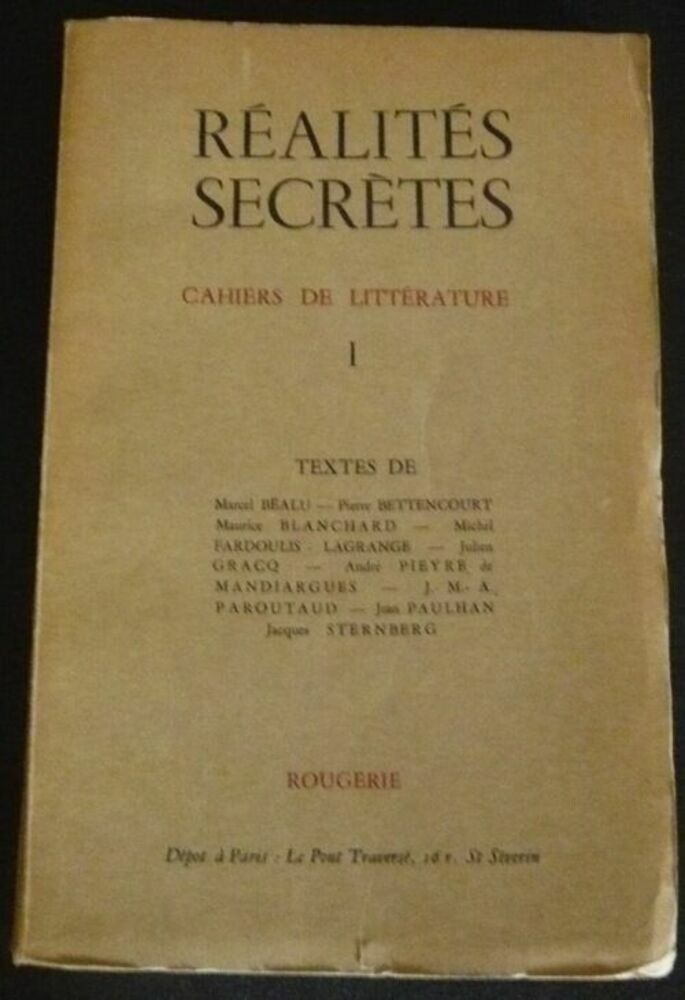 RÉALITÉS
SECRÈTES
CAHIERS DE LITTÉRATURE
I
TEXTES DE
Marcel BÉALU — Pierre BETTENCOURT
Maurice BLANCHARD — Michel
FARDOULIS - LAGRANGE — Julien
GRACQ — André PIEYRE de
MANDIARGUES — J.- M.- A.
PAROUTAUD — Jean PAULHAN
Jacques STERNBERG
ROUGERIE
Dépot à Paris : Le Pont Traversé, 16 r. St Séverin